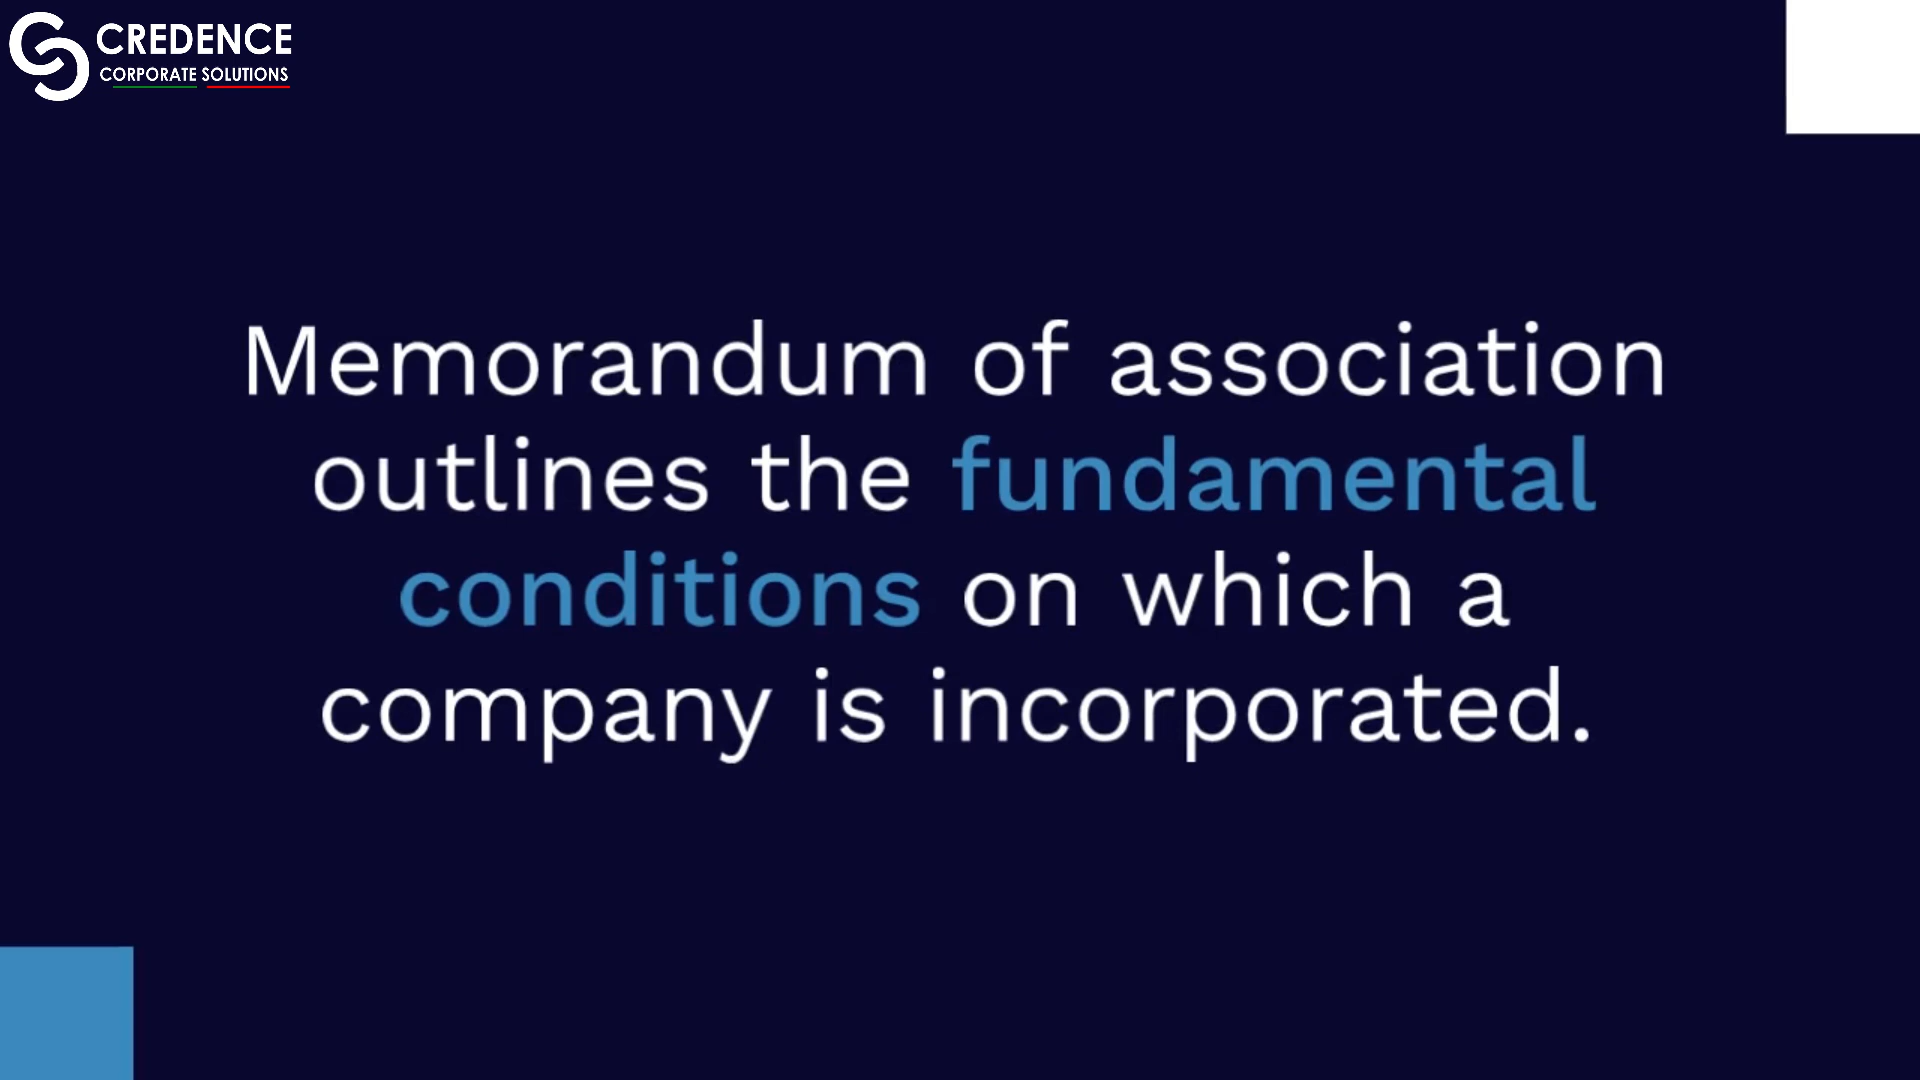 CREDENCE
CORPORATE SOLUTIONS
Memorandum of association
outlines the fundamental
conditions on which a
company is incorporated.